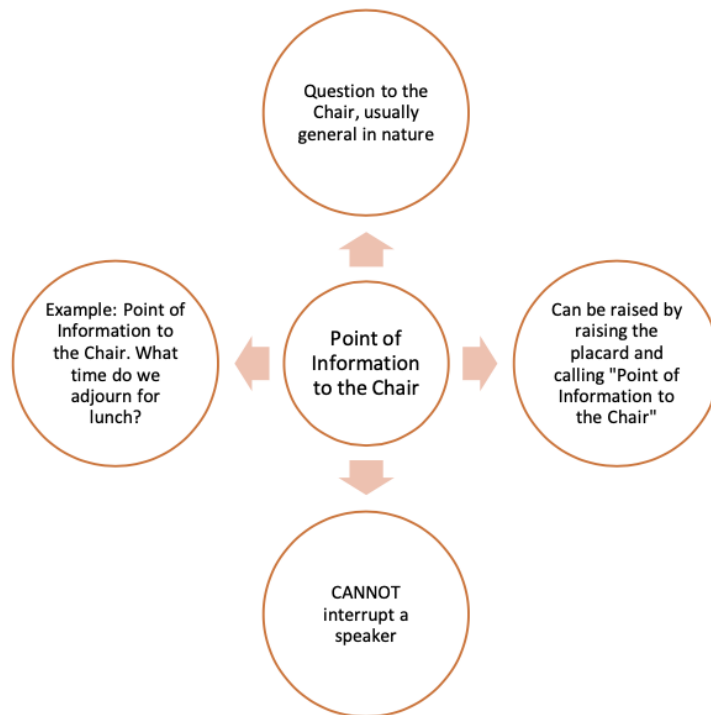 Question to the
Chair, usually
general in nature
Example: Point of
Information to
the Chair. What
time do we
adjourn for
lunch?
Point of
Information
to the Chair
Can be raised by
raising the
placard and
calling "Point of
Information to
the Chair"
CANNOT
interrupt a
speaker